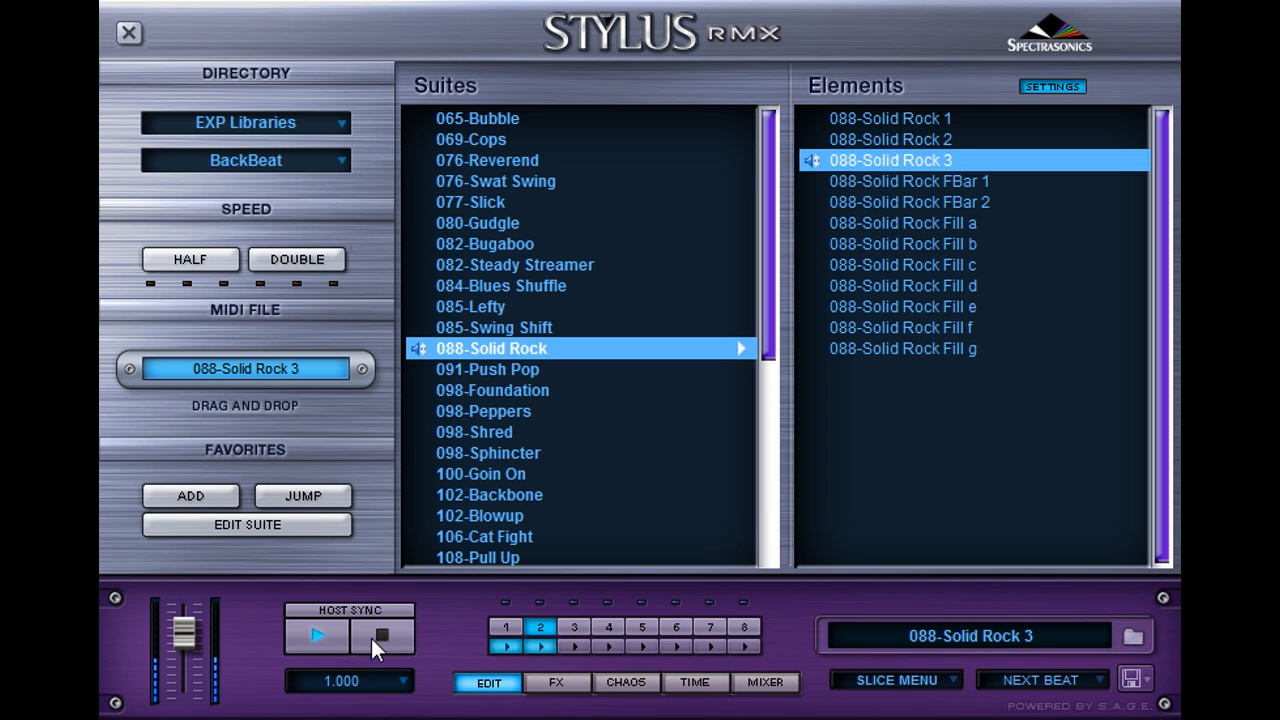 STYLUS RMX
SPECTRASONICS
DIRECTORY
EXP Libraries
BackBeat
SPEED
HALF
DOUBLE
MIDI FILE
088-Solid Rock 3
DRAG AND DROP
FAVORITES
ADD
JUMP
EDIT SUITE
Suites
065-Bubble
069-Cops
076-Reverend
076-Swat Swing
077-Slick
080-Gudgle
082-Bugaboo
082-Steady Streamer
084-Blues Shuffle
085-Lefty
085-Swing Shift
088-Solid Rock
091-Push Pop
098-Foundation
098-Peppers
098-Shred
098-Sphincter
100-Goin On
102-Backbone
102-Blowup
106-Cat Fight
108-Pull Up
Elements
SETTINGS
088-Solid Rock 1
088-Solid Rock 2
088-Solid Rock 3
088-Solid Rock FBar 1
088-Solid Rock FBar 2
088-Solid Rock Fill a
088-Solid Rock Fill b
088-Solid Rock Fill c
088-Solid Rock Fill d
088-Solid Rock Fill e
088-Solid Rock Fill f
088-Solid Rock Fill g
HOST SYNC
1.000
1 2 3 4 5 6 7 8
EDIT FX CHAOS TIME MIXER
088-Solid Rock 3
SLICE MENU
NEXT BEAT
POWERED BY S.A.G.E.